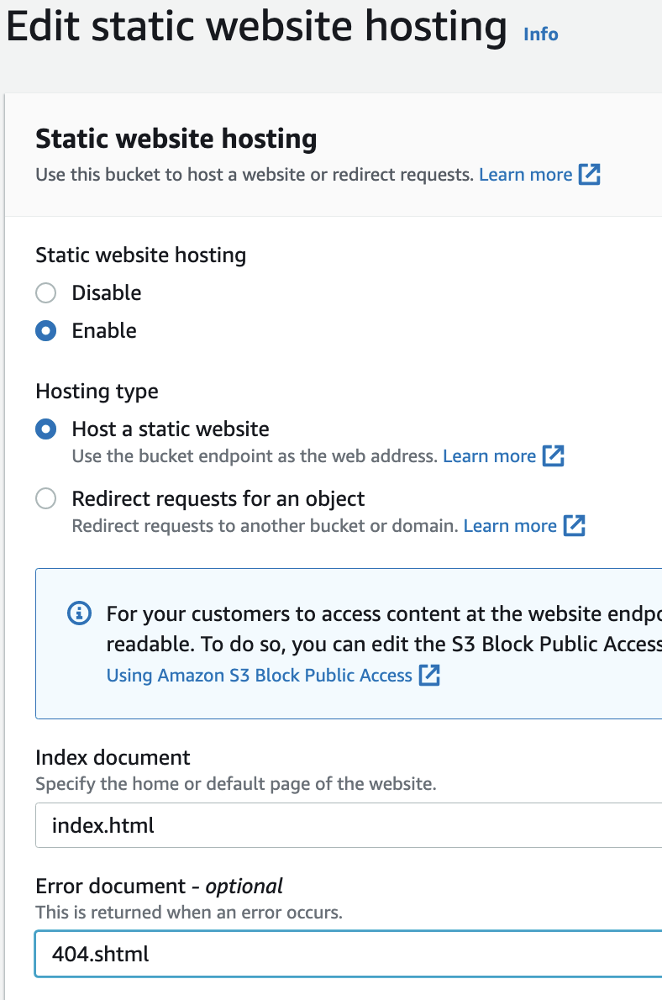 Edit static website hosting Info
Static website hosting
Use this bucket to host a website or redirect requests. Learn more
Static website hosting
Disable
Enable
Hosting type
Host a static website
Use the bucket endpoint as the web address. Learn more
Redirect requests for an object
Redirect requests to another bucket or domain. Learn more
For your customers to access content at the website
readable. To do so, you can edit the S3 Block Public Access
Using Amazon S3 Block Public Access
Index document
Specify the home or default page of the website.
index.html
Error document - optional
This is returned when an error occurs.
404.shtml